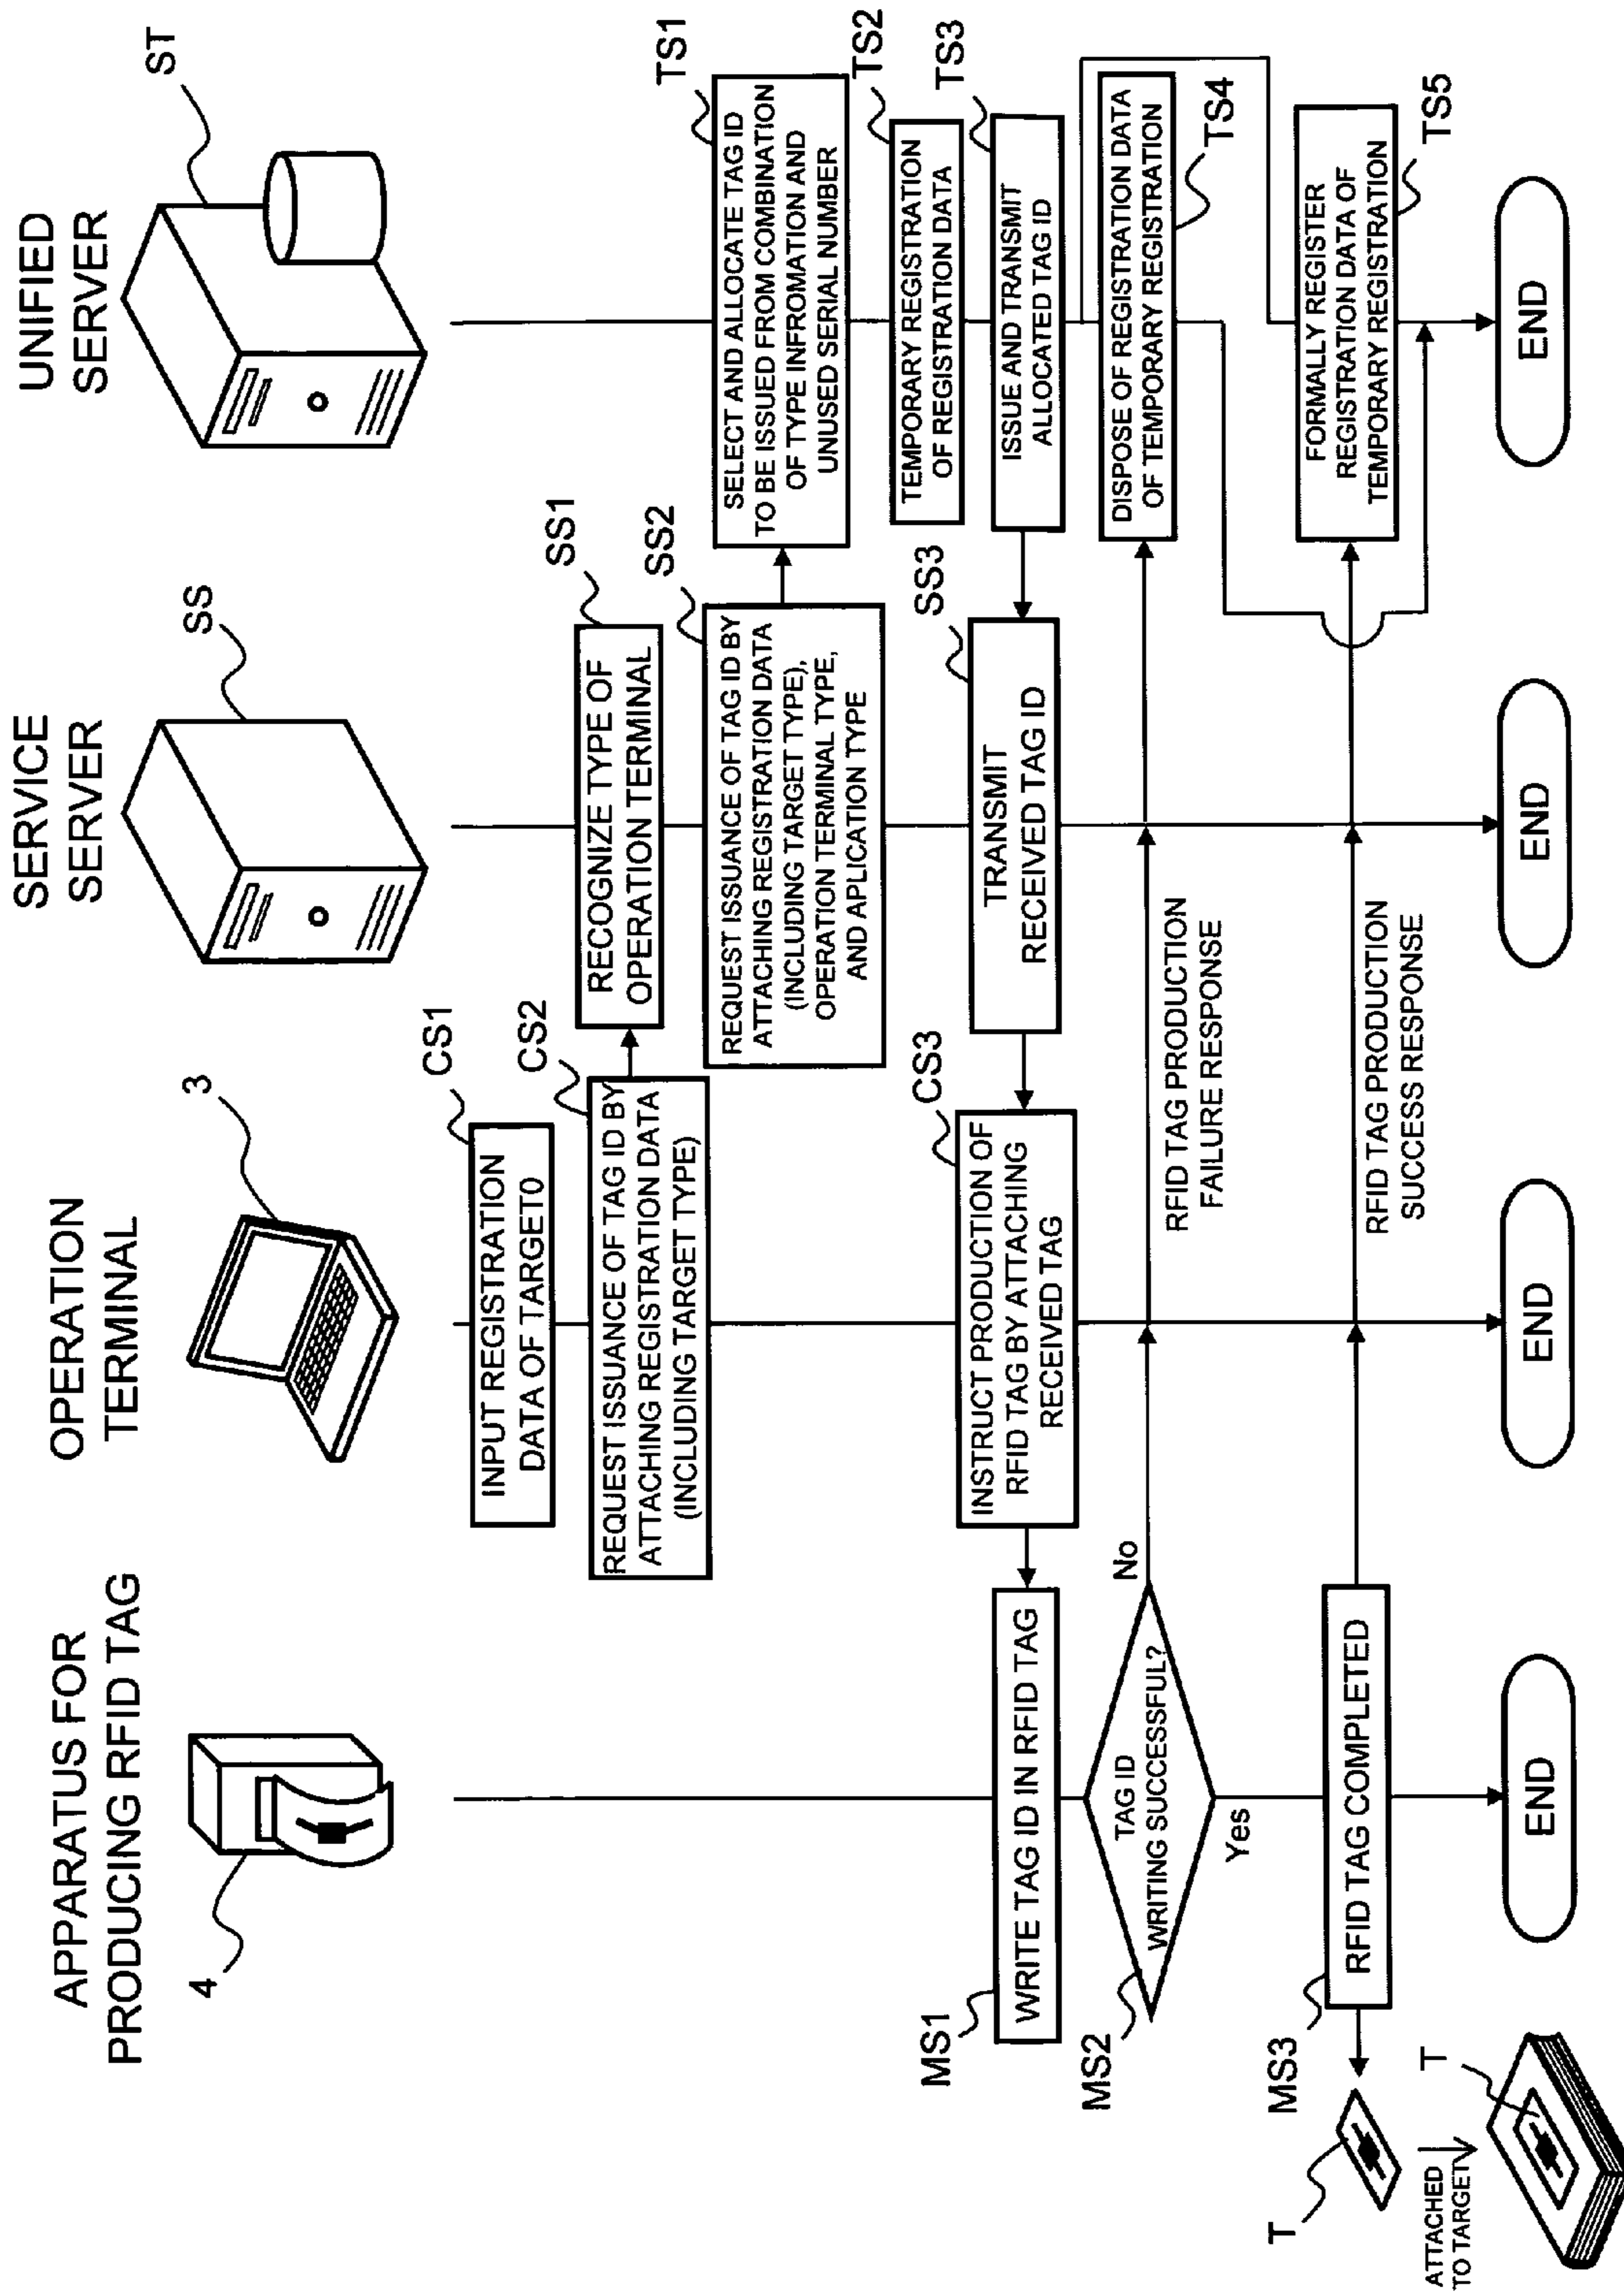 APPARATUS FOR
PRODUCING RFID TAG
OPERATION
TERMINAL
SERVICE
SERVER
UNIFIED
SERVER
4
3
SS
ST
CS1
INPUT REGISTRATION
DATA OF TARGET0
CS2
REQUEST ISSUANCE OF TAG ID BY
ATTACHING REGISTRATION DATA
(INCLUDING TARGET TYPE)
SS1
RECOGNIZE TYPE OF
OPERATION TERMINAL
SS2
REQUEST ISSUANCE OF TAG ID BY
ATTACHING REGISTRATION DATA
(INCLUDING TARGET TYPE),
OPERATION TERMINAL TYPE,
AND APLICATION TYPE
TS1
SELECT AND ALLOCATE TAG ID
TO BE ISSUED FROM COMBINATION
OF TYPE INFROMATION AND
UNUSED SERIAL NUMBER
TS2
TEMPORARY REGISTRATION
OF REGISTRATION DATA
TS3
ISSUE AND TRANSMIT
ALLOCATED TAG ID
SS3
TRANSMIT
RECEIVED TAG ID
CS3
INSTRUCT PRODUCTION OF
RFID TAG BY ATTACHING
RECEIVED TAG
MS1
WRITE TAG ID IN RFID TAG
MS2
TAG ID
WRITING SUCCESSFUL?
No
Yes
RFID TAG PRODUCTION
FAILURE RESPONSE
DISPOSE OF REGISTRATION DATA
OF TEMPORARY REGISTRATION
TS4
MS3
RFID TAG COMPLETED
RFID TAG PRODUCTION
SUCCESS RESPONSE
FORMALLY REGISTER
REGISTRATION DATA OF
TEMPORARY REGISTRATION
TS5
T
ATTACHED
TO TARGET
T
END
END
END
END